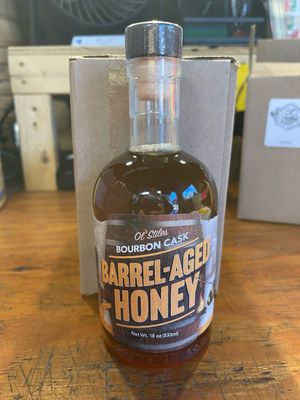 Ol' Stiles
BOURBON CASK
BARREL-AGED
HONEY
Net Wt. 18 oz (533ml)